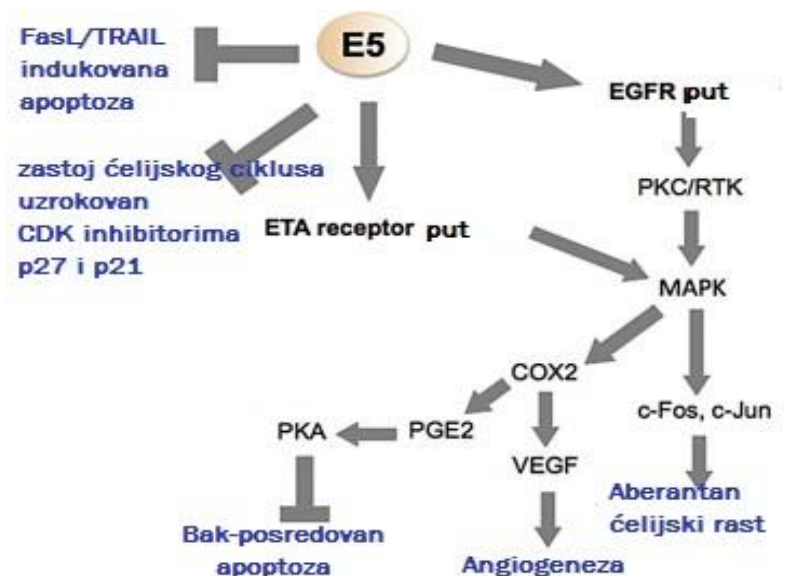 FasL/TRAIL
indukovana
apoptoza
E5
EGFR put
zastoj ćelijskog ciklusa
uzrokovan
CDK inhibitorima
p27 i p21
ETA receptor put
PKC/RTK
MAPK
COX2
c-Fos, c-Jun
PKA
PGE2
VEGF
Aberantan
ćelijski rast
Bak-posredovan
apoptoza
Angiogeneza